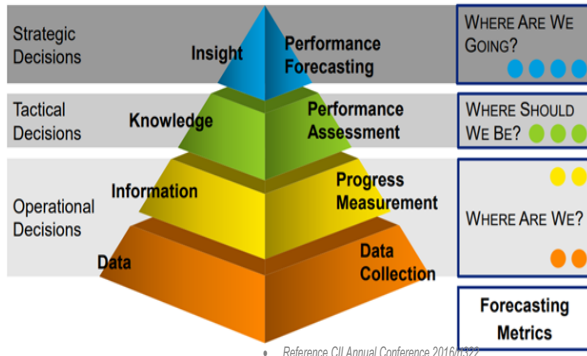 Strategic
Decisions
Insight
Performance
Forecasting
WHERE ARE WE
GOING?
Tactical
Decisions
Knowledge
Performance
Assessment
WHERE SHOULD
WE BE?
Operational
Decisions
Information
Progress
Measurement
WHERE ARE WE?
Data
Data
Collection
Forecasting
Metrics
• Reference CII Annual Conference 2016/